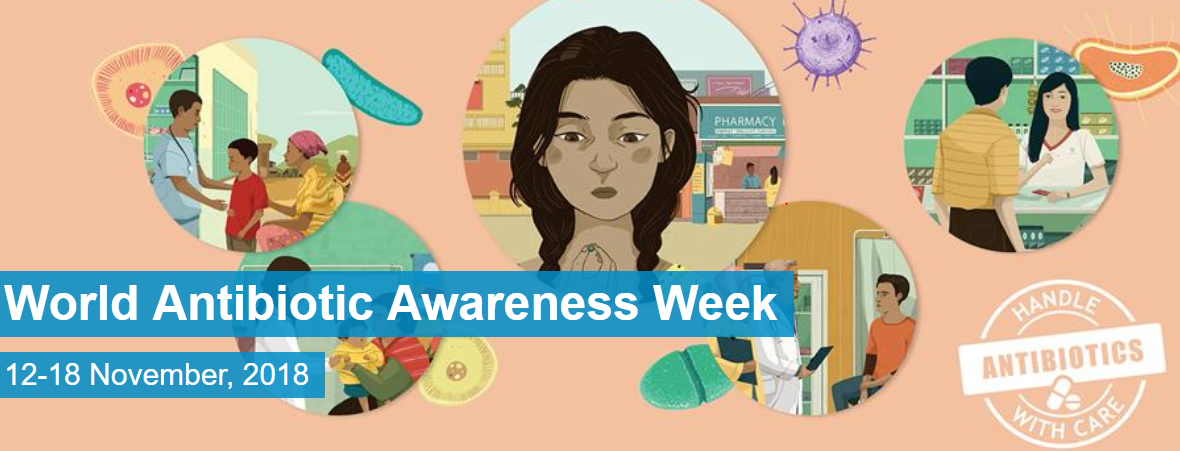 PHARMACY
World Antibiotic Awareness Week
12-18 November, 2018
HANDLE
ANTIBIOTICS
WITH CARE